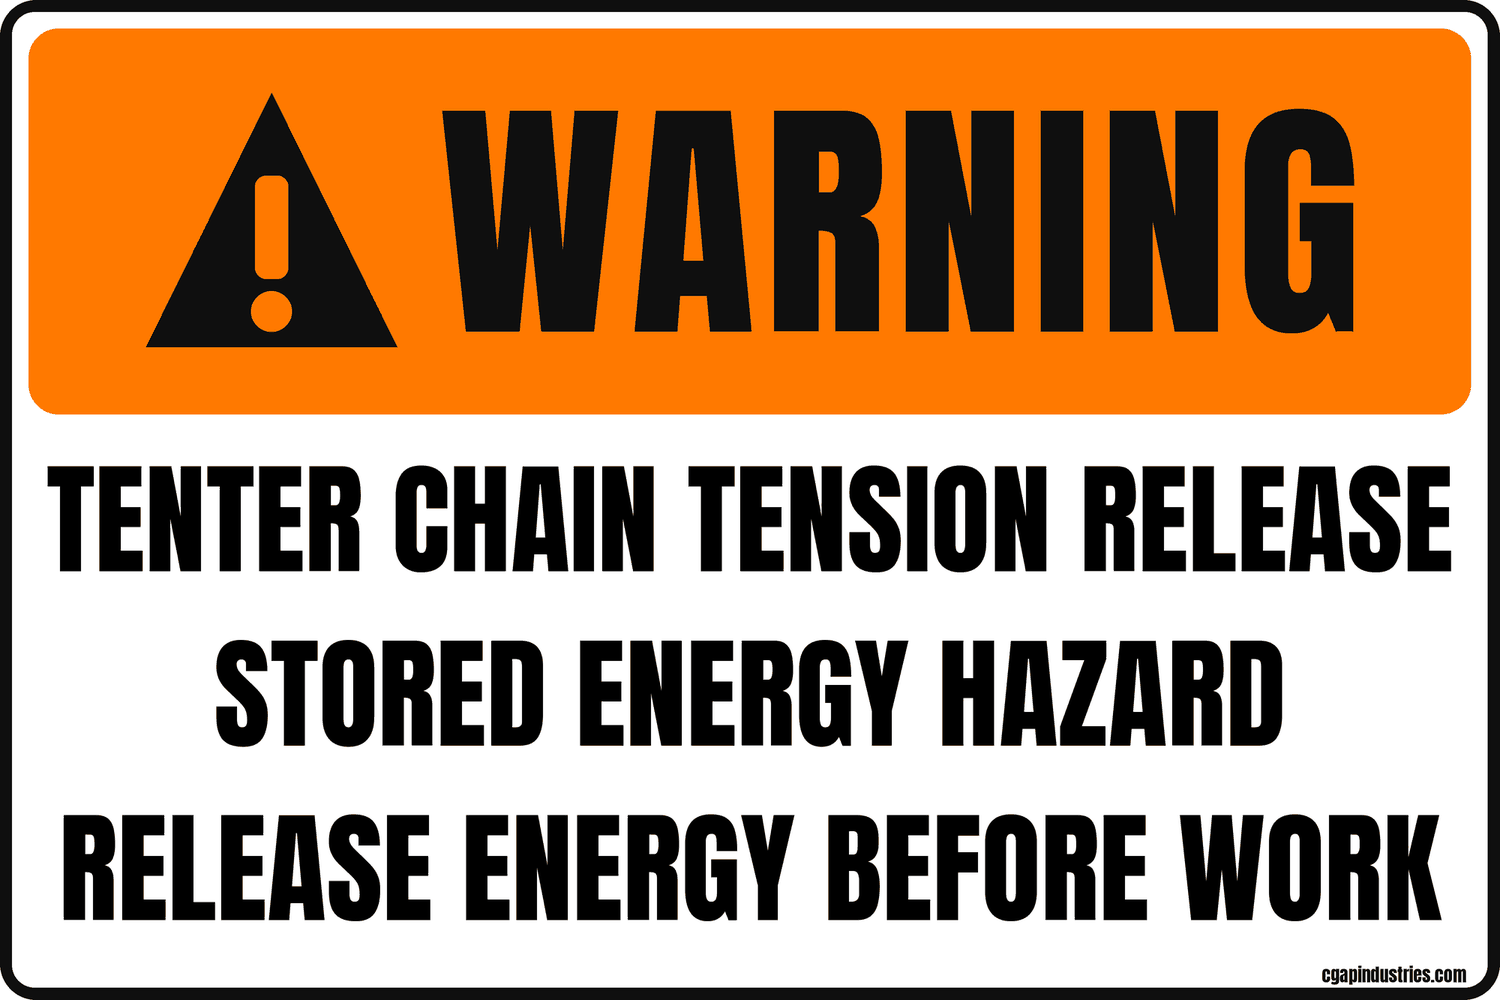 WARNING
TENTER CHAIN TENSION RELEASE
STORED ENERGY HAZARD
RELEASE ENERGY BEFORE WORK
cgapindustries.com